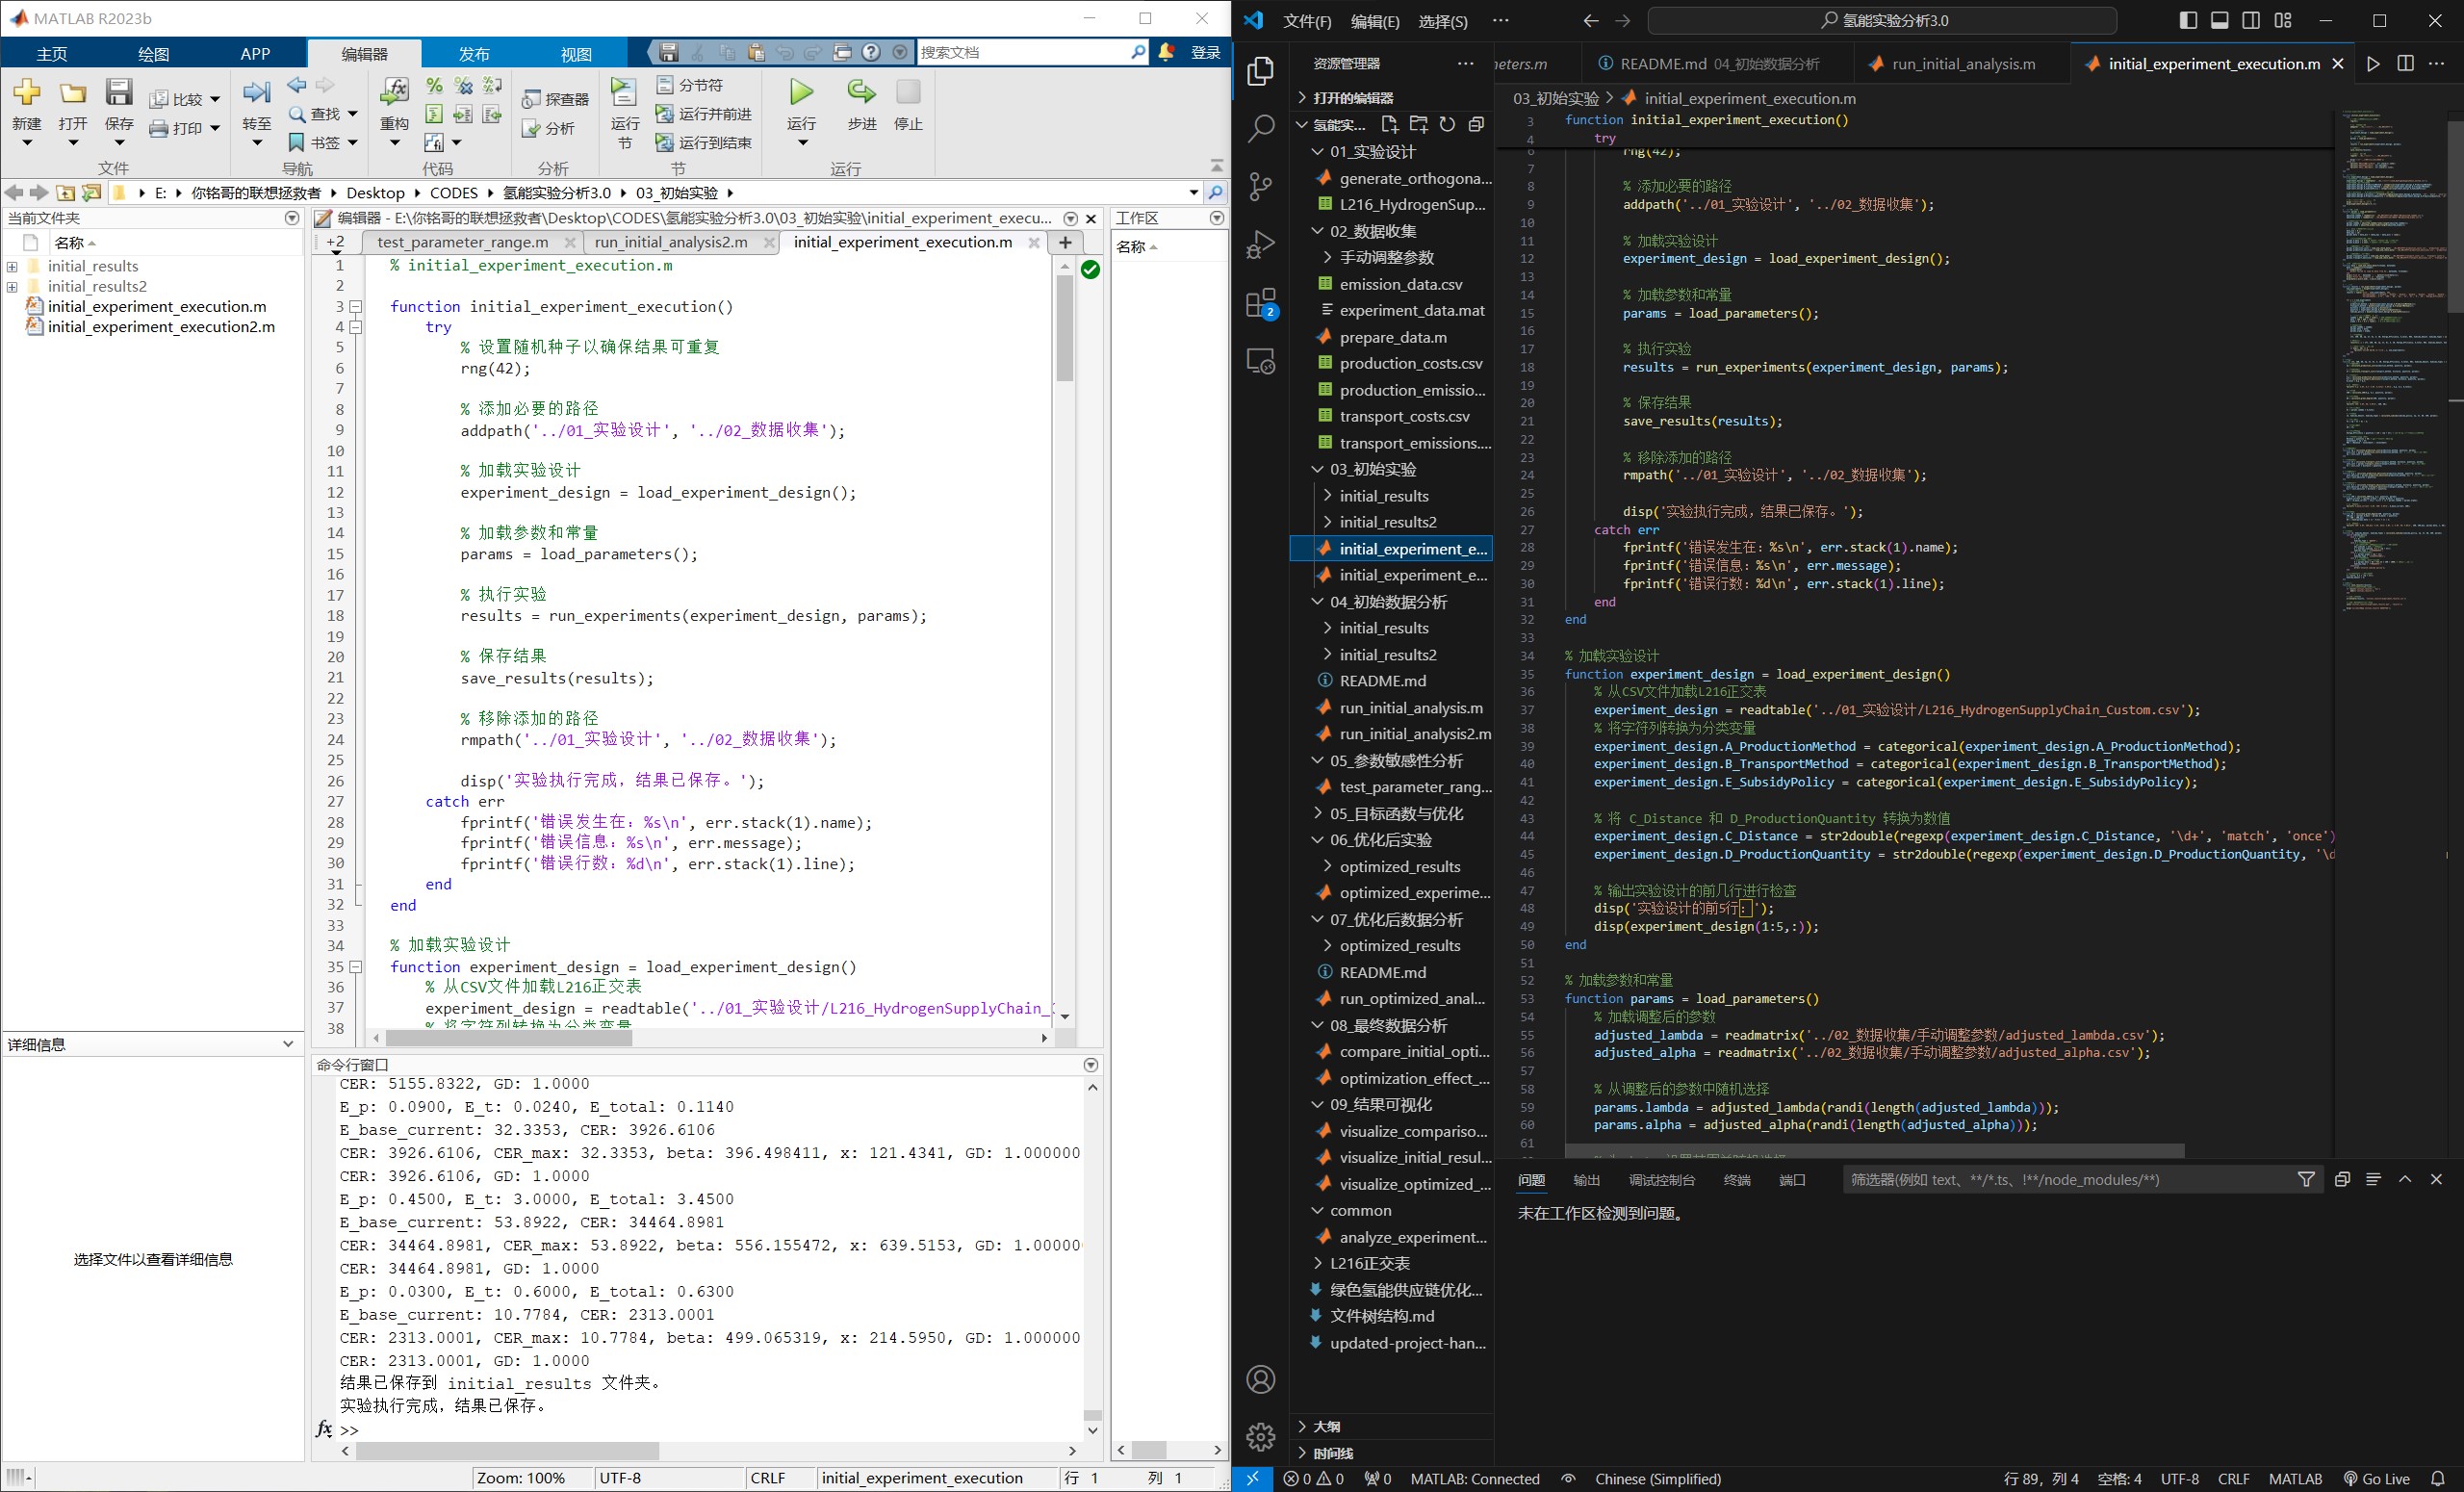 MATLAB R2023b
主页
绘图
APP
编辑器
发布
视图
搜索文档
登录
新建
打开
保存
比较
打印
文件
转至
查找
书签
导航
重构
代码
探查器
分析
分析
运行
节
分节符
运行并前进
运行到结束
节
运行
步进
停止
运行
E:
你铭哥的联想拯救者
Desktop
CODES
氢能实验分析3.0
03_初始实验
当前文件夹
名称
initial_results
initial_results2
initial_experiment_execution.m
initial_experiment_execution2.m
详细信息
选择文件以查看详细信息
编辑器 - E:\你铭哥的联想拯救者\Desktop\CODES\氢能实验分析3.0\03_初始实验\initial_experiment_execu...
+2
test_parameter_range.m
run_initial_analysis2.m
initial_experiment_execution.m
1 % initial_experiment_execution.m
2
3 function initial_experiment_execution()
4 try
5 % 设置随机种子以确保结果可重复
6 rng(42);
7
8 % 添加必要的路径
9 addpath('../01_实验设计', '../02_数据收集');
10
11 % 加载实验设计
12 experiment_design = load_experiment_design();
13
14 % 加载参数和常量
15 params = load_parameters();
16
17 % 执行实验
18 results = run_experiments(experiment_design, params);
19
20 % 保存结果
21 save_results(results);
22
23 % 移除添加的路径
24 rmpath('../01_实验设计', '../02_数据收集');
25
26 disp('实验执行完成，结果已保存。');
27 catch err
28 fprintf('错误发生在：%s\n', err.stack(1).name);
29 fprintf('错误信息：%s\n', err.message);
30 fprintf('错误行数：%d\n', err.stack(1).line);
31 end
32 end
33
34 % 加载实验设计
35 function experiment_design = load_experiment_design()
36 % 从CSV文件加载L216正交表
37 experiment_design = readtable('../01_实验设计/L216_HydrogenSupplyChain_
38 % 将字符列转换为分类变量
工作区
名称
命令行窗口
CER: 5155.8322, GD: 1.0000
E_p: 0.0900, E_t: 0.0240, E_total: 0.1140
E_base_current: 32.3353, CER: 3926.6106
CER: 3926.6106, CER_max: 32.3353, beta: 396.498411, x: 121.4341, GD: 1.000000
CER: 3926.6106, GD: 1.0000
E_p: 0.4500, E_t: 3.0000, E_total: 3.4500
E_base_current: 53.8922, CER: 34464.8981
CER: 34464.8981, CER_max: 53.8922, beta: 556.155472, x: 639.5153, GD: 1.00000
CER: 34464.8981, GD: 1.0000
E_p: 0.0300, E_t: 0.6000, E_total: 0.6300
E_base_current: 10.7784, CER: 2313.0001
CER: 2313.0001, CER_max: 10.7784, beta: 499.065319, x: 214.5950, GD: 1.000000
CER: 2313.0001, GD: 1.0000
结果已保存到 initial_results 文件夹。
实验执行完成，结果已保存。
fx >>
Zoom: 100%
UTF-8
CRLF
initial_experiment_execution
行 1
列 1
文件(F)
编辑(E)
选择(S)
···
氢能实验分析3.0
资源管理器
···
打开的编辑器
氢能实...
01_实验设计
generate_orthogona...
L216_HydrogenSup...
02_数据收集
手动调整参数
emission_data.csv
experiment_data.mat
prepare_data.m
production_costs.csv
production_emissio...
transport_costs.csv
transport_emissions....
03_初始实验
initial_results
initial_results2
initial_experiment_e...
initial_experiment_e...
04_初始数据分析
initial_results
initial_results2
README.md
run_initial_analysis.m
run_initial_analysis2.m
05_参数敏感性分析
test_parameter_rang...
05_目标函数与优化
06_优化后实验
optimized_results
optimized_experime...
07_优化后数据分析
optimized_results
README.md
run_optimized_anal...
08_最终数据分析
compare_initial_opti...
optimization_effect_...
09_结果可视化
visualize_compariso...
visualize_initial_resul...
visualize_optimized_...
common
analyze_experiment...
L216正交表
绿色氢能供应链优化...
文件树结构.md
updated-project-han...
大纲
时间线
2
eters.m
README.md 04_初始数据分析
run_initial_analysis.m
initial_experiment_execution.m
···
03_初始实验 > initial_experiment_execution.m
3 function initial_experiment_execution()
4 try
6 rng(42);
7
8 % 添加必要的路径
9 addpath('../01_实验设计', '../02_数据收集');
10
11 % 加载实验设计
12 experiment_design = load_experiment_design();
13
14 % 加载参数和常量
15 params = load_parameters();
16
17 % 执行实验
18 results = run_experiments(experiment_design, params);
19
20 % 保存结果
21 save_results(results);
22
23 % 移除添加的路径
24 rmpath('../01_实验设计', '../02_数据收集');
25
26 disp('实验执行完成，结果已保存。');
27 catch err
28 fprintf('错误发生在：%s\n', err.stack(1).name);
29 fprintf('错误信息：%s\n', err.message);
30 fprintf('错误行数：%d\n', err.stack(1).line);
31 end
32 end
33
34 % 加载实验设计
35 function experiment_design = load_experiment_design()
36 % 从CSV文件加载L216正交表
37 experiment_design = readtable('../01_实验设计/L216_HydrogenSupplyChain_Custom.csv');
38 % 将字符列转换为分类变量
39 experiment_design.A_ProductionMethod = categorical(experiment_design.A_ProductionMethod);
40 experiment_design.B_TransportMethod = categorical(experiment_design.B_TransportMethod);
41 experiment_design.E_SubsidyPolicy = categorical(experiment_design.E_SubsidyPolicy);
42
43 % 将 C_Distance 和 D_ProductionQuantity 转换为数值
44 experiment_design.C_Distance = str2double(regexp(experiment_design.C_Distance, '\d+', 'match', 'once')
45 experiment_design.D_ProductionQuantity = str2double(regexp(experiment_design.D_ProductionQuantity, '\d
46
47 % 输出实验设计的前几行进行检查
48 disp('实验设计的前5行：');
49 disp(experiment_design(1:5,:));
50 end
51
52 % 加载参数和常量
53 function params = load_parameters()
54 % 加载调整后的参数
55 adjusted_lambda = readmatrix('../02_数据收集/手动调整参数/adjusted_lambda.csv');
56 adjusted_alpha = readmatrix('../02_数据收集/手动调整参数/adjusted_alpha.csv');
57
58 % 从调整后的参数中随机选择
59 params.lambda = adjusted_lambda(randi(length(adjusted_lambda)));
60 params.alpha = adjusted_alpha(randi(length(adjusted_alpha)));
61
问题
输出
调试控制台
终端
端口
筛选器(例如 text、**/*.ts、!**/node_modules/**)
未在工作区检测到问题。
0
0
0
MATLAB: Connected
Chinese (Simplified)
行 89，列 4
空格: 4
UTF-8
CRLF
MATLAB
Go Live